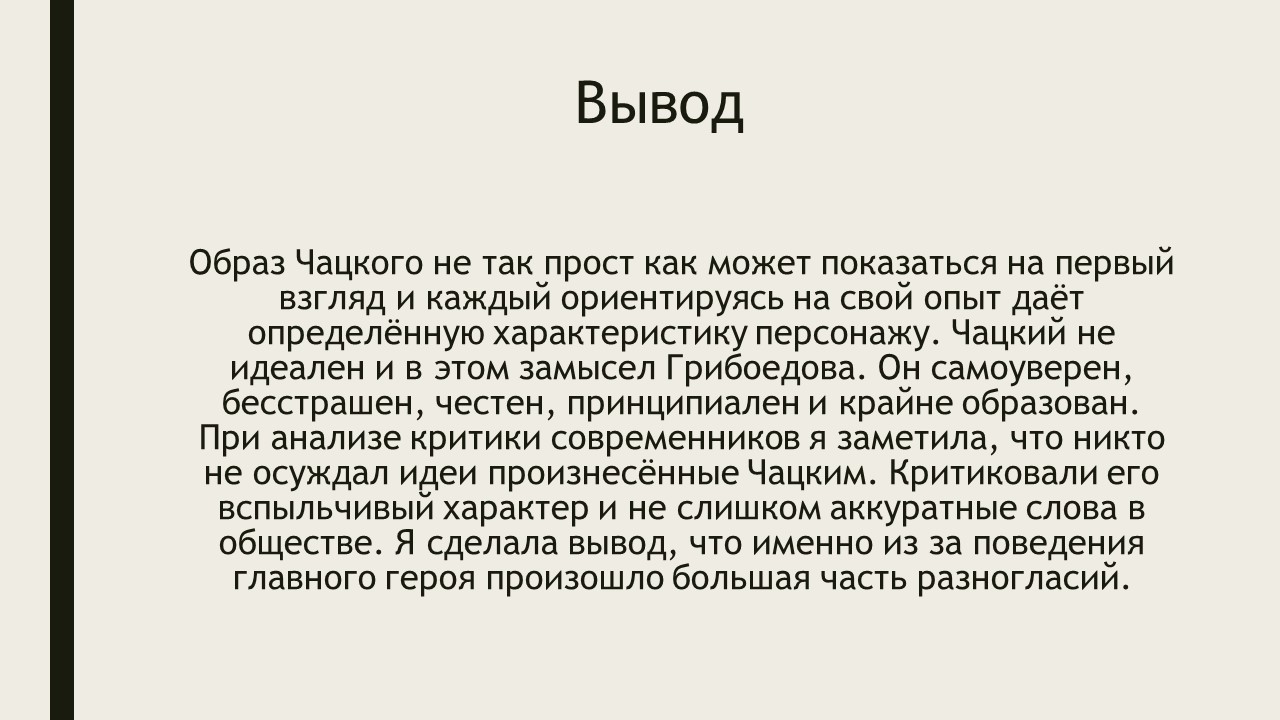 Вывод
Образ Чацкого не так прост как может показаться на первый
взгляд и каждый ориентируясь на свой опыт даёт
определённую характеристику персонажу. Чацкий не
идеален и в этом замысел Грибоедова. Он самоуверен,
бесстрашен, честен, принципиален и крайне образован.
При анализе критики современников я заметила, что никто
не осуждал идеи произнесённые Чацким. Критиковали его
вспыльчивый характер и не слишком аккуратные слова в
обществе. Я сделала вывод, что именно из за поведения
главного героя произошло большая часть разногласий.